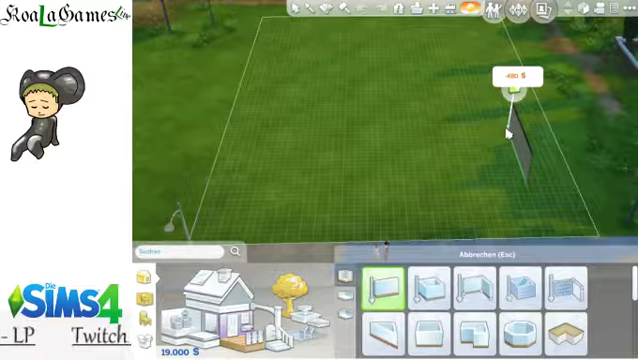 KoaLaGames
-480 $
Suchen
Abbrechen (Esc)
Die
SiMS4
19.000 $
- LP Twitch